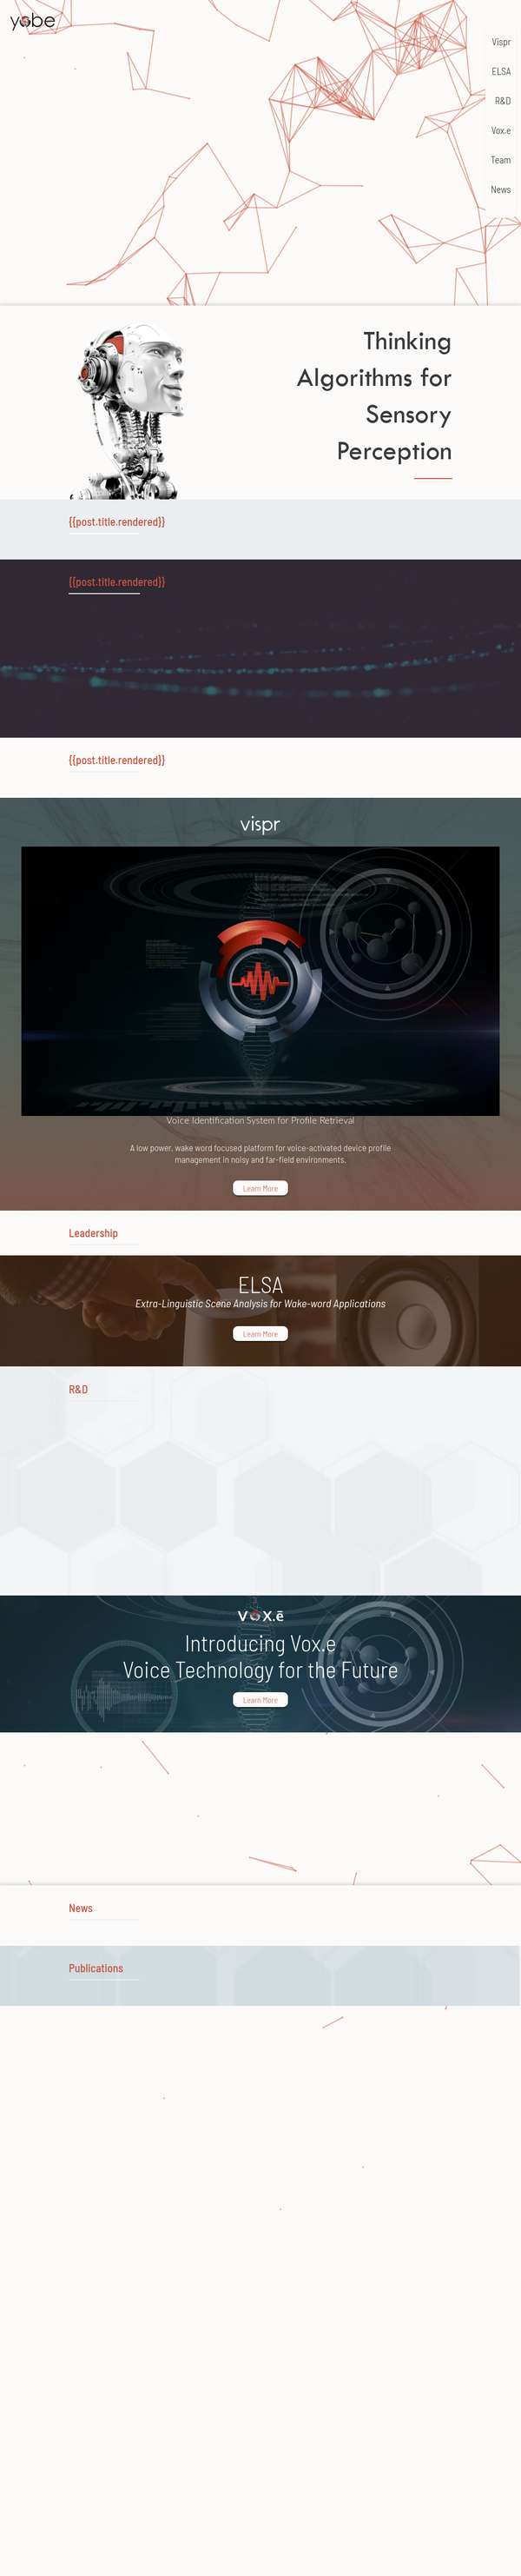 yobe
Vispr
ELSA
R&D
Vox.e
Team
News
Thinking
Algorithms for
Sensory
Perception
{{post.title.rendered}}
{{post.title.rendered}}
{{post.title.rendered}}
vispr
Voice Identification System for Profile Retrieval
A low power, wake word focused platform for voice-activated device profile
management in noisy and far-field environments.
Learn More
Leadership
ELSA
Extra-Linguistic Scene Analysis for Wake-word Applications
Learn More
R&D
VOX.ē
Introducing Vox.e
Voice Technology for the Future
Learn More
News
Publications